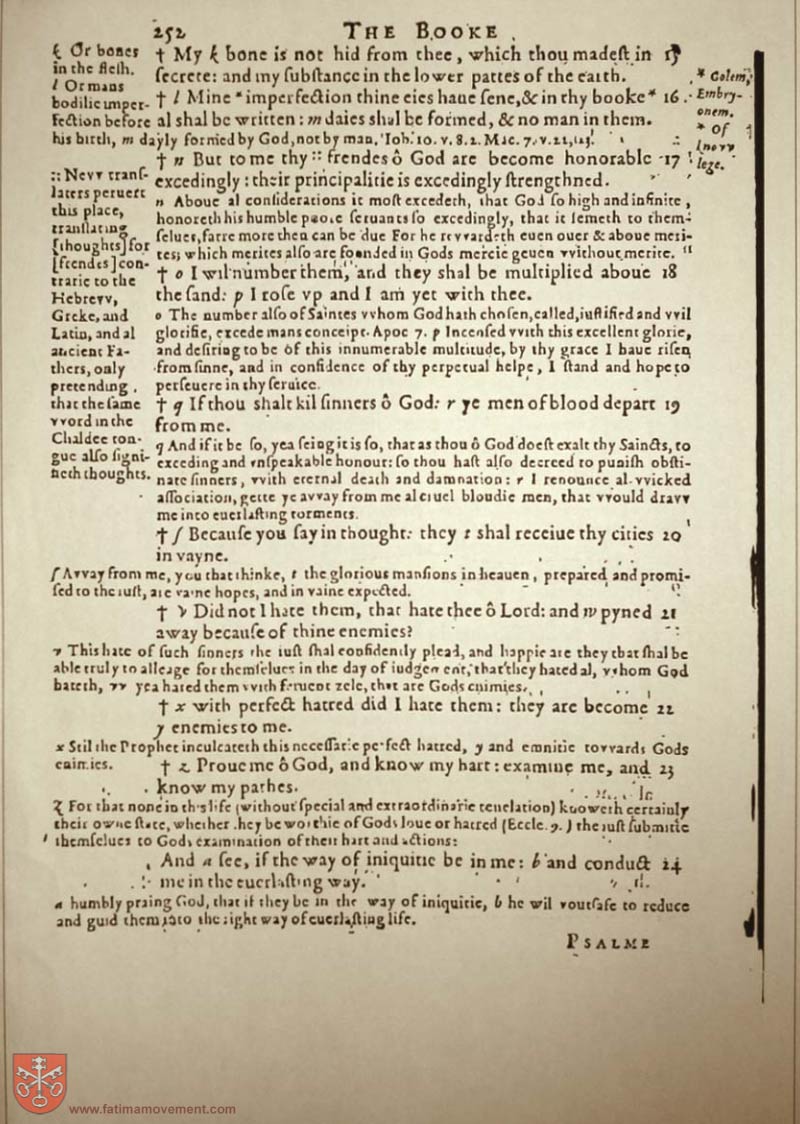 252 THE BOOKE
ξ Or bones
in the flesh.
l Or mans
bodilie imper-
fection before
† My ξ bone is not hid from thee, which thou madeſt in 15
ſecrete: and my ſubſtance in the lower partes of the earth.
† l Mine * imperfection thine eies haue ſene, & in thy booke * 16
al shal be written: m daies shal be formed, & no man in them.
* Golem,
Embry-
onem.
* of
his birth, m dayly formed by God, not by man. Iob. 10. v. 8. 2. Mac. 7. v. 22,
:: Nevv tranſ-
laters peruert
this place,
tranſlating
[thoughts] for
[frendes] con-
trarie to the
Hebrevv,
Greke, and
Latin, and al
ancient Fa-
thers, only
pretending
that the ſame
vvord in the
Chaldee ton-
gue alſo ſigni-
fieth thoughts.
† n But to me thy :: frendes ô God are become honorable 17
excedingly: their principalitie is excedingly ſtrengthned.
n Aboue al conſiderations it moſt excedeth, that God ſo high and infinite,
honoreth his humble poore ſeruants ſo excedingly, that it ſemeth to them-
ſelues, farre more then can be due For he revvardeth euen ouer & aboue meri-
tes; which merites alſo are founded in Gods mercie geuen vvithout merite.
† o I wil number them, and they shal be multiplied aboue 18
the ſand: p I roſe vp and I am yet with thee.
o The number alſo of Saintes vvhom God hath choſen, called, iuſtified and vvil
glorifie, excede mans conceipt. Apoc 7. p Incenſed vvith this excellent glorie,
and deſiring to be of this innumerable multitude, by thy grace I haue riſen
from ſinne, and in confidence of thy perpetual helpe, I ſtand and hope to
perſeuere in thy ſeruice.
† q If thou shalt kil ſinners ô God: r ye men of blood depart 19
from me.
q And if it be ſo, yea ſeing it is ſo, that as thou ô God doeſt exalt thy Saincts, to
exceding and vnſpeakable honour: ſo thou haſt alſo decreed to punish obſti-
nate ſinners, vvith eternal death and damnation: r I renounce al vvicked
aſſociation, gette ye avvay from me al cruel bloudie men, that vvould dravv
me into euerlaſting torments.
† ſ Becauſe you ſay in thought: they t shal receiue thy cities 20
in vayne.
ſ Avvay from me, you that thinke, t the glorious manſions in heauen, prepared and promi-
ſed to the iuſt, are vaine hopes, and in vaine expected.
† v Did not I hate them, that hate thee ô Lord: and w pyned 21
away becauſe of thine enemies?
v This hate of ſuch ſinners the iuſt shal confidently plead, and happie are they that shal be
able truly to alleage for themſelues in the day of iudgement, that they hated al, vvhom God
hateth, vv yea hated them vvith feruent zele, that are Gods enimies.
† x with perfect hatred did I hate them: they are become 22
y enemies to me.
x Stil the Prophet inculcateth this neceſſarie perfect hatred, y and emnitie tovvards Gods
enimies.
† z Proue me ô God, and know my hart: examine me, and 23
know my pathes.
z For that none in this life (without ſpecial and extraordinarie reuelation) knoweth certainly
their owne ſtate, whether they be worthie of Gods loue or hatred (Eccle. 9.) the iuſt ſubmitte
themſelues to Gods examination of their hart and actions:
And a ſee, if the way of iniquitie be in me: b and conduct 24
me in the euerlaſting way.
a humbly praing God, that if they be in the way of iniquitie, b he wil voutſafe to reduce
and guid them into the right way of euerlaſting life.
PSALME
www.fatimamovement.com